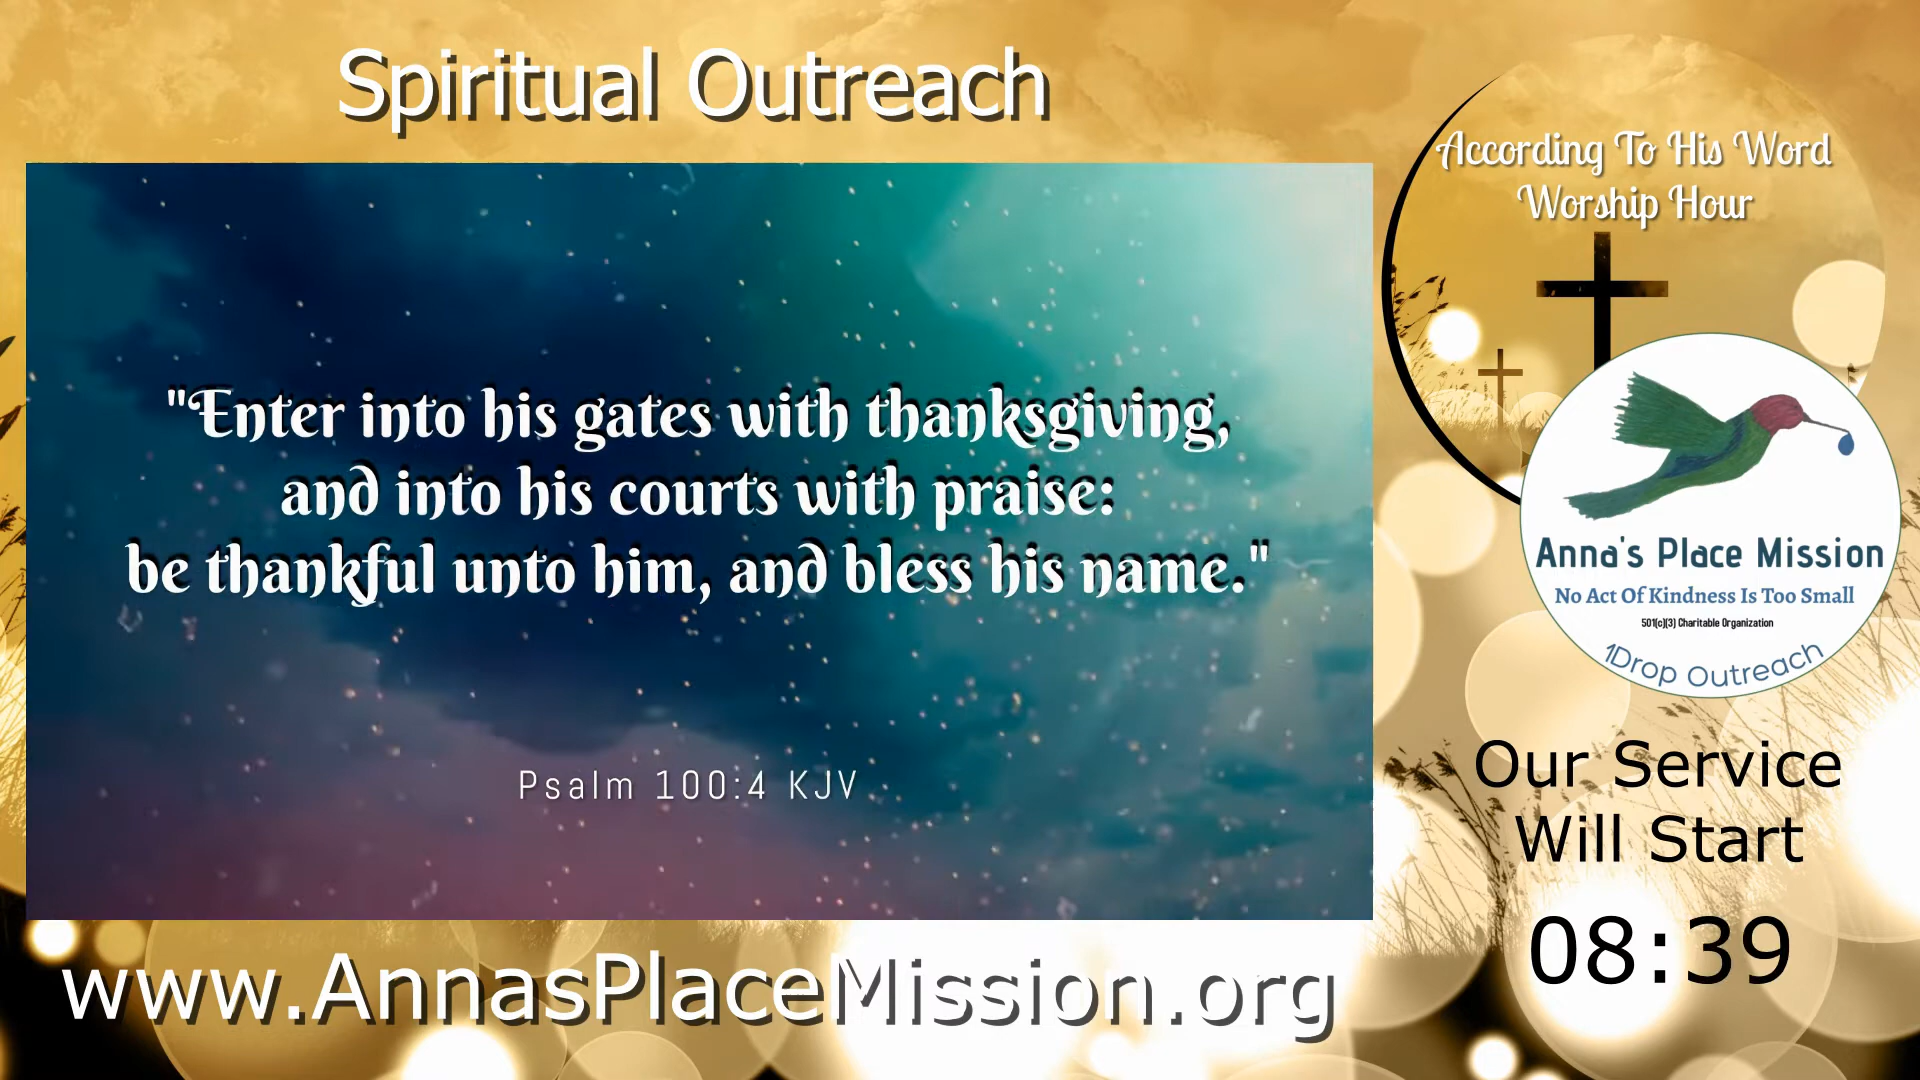 Spiritual Outreach
According To His Word
Worship Hour
"Enter into his gates with thanksgiving,
and into his courts with praise:
be thankful unto him, and bless his name."
Psalm 100:4 KJV
Anna's Place Mission
No Act Of Kindness Is Too Small
501(c)(3) Charitable Organization
1Drop Outreach
Our Service
Will Start
08:39
www.AnnasPlaceMission.org